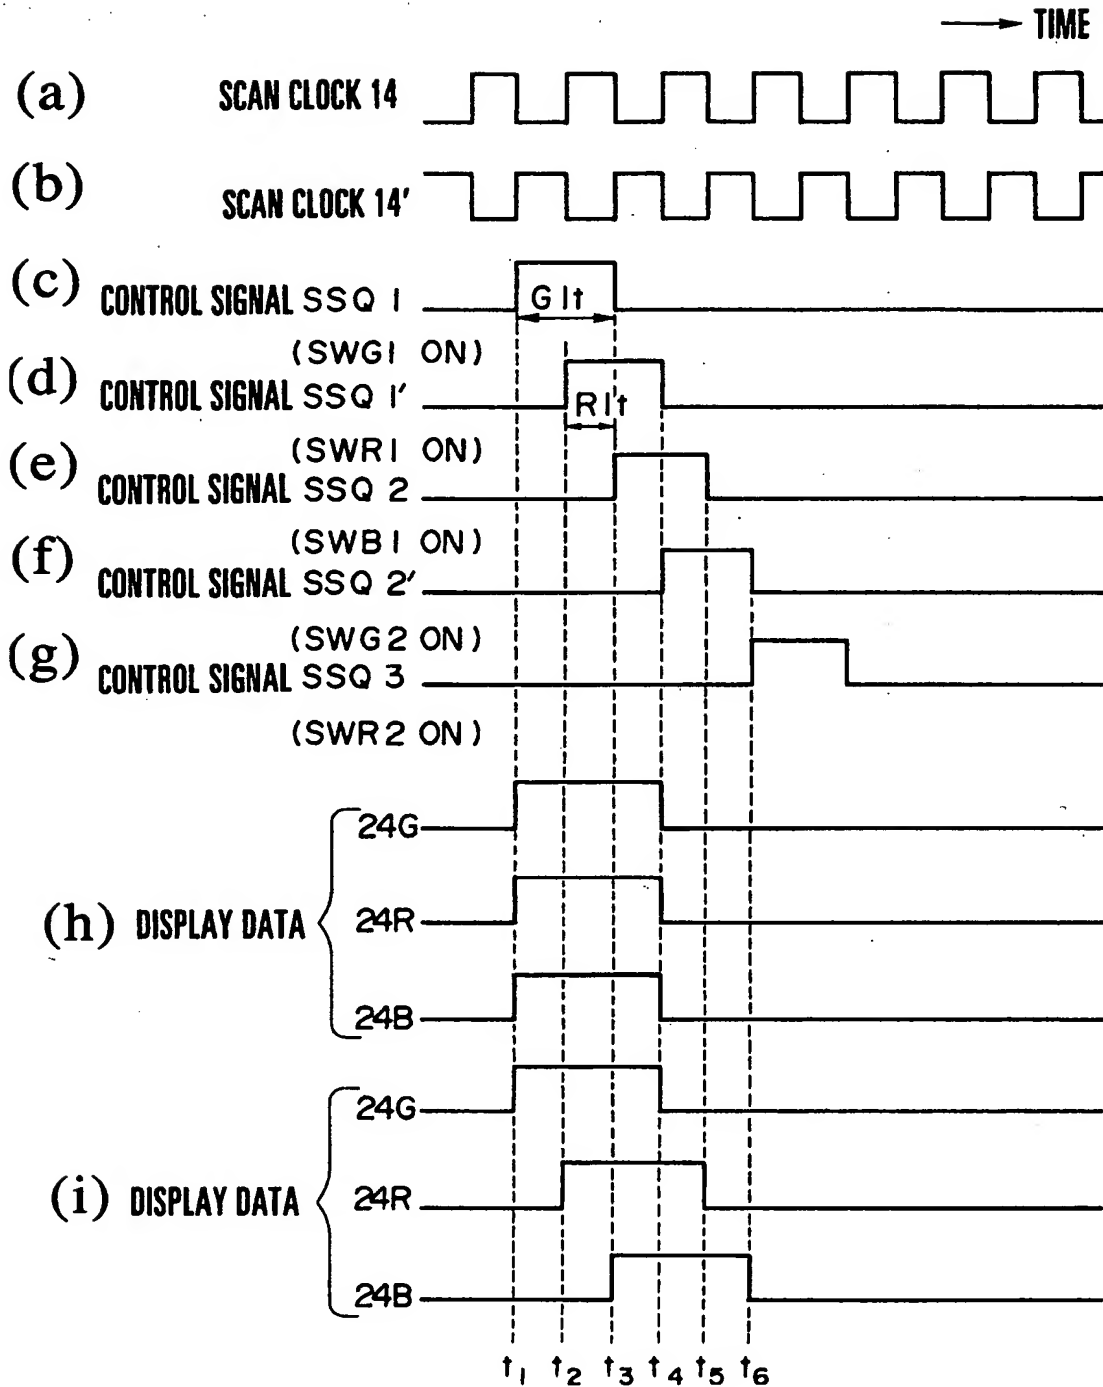 TIME
(a) SCAN CLOCK 14
(b) SCAN CLOCK 14'
(c) CONTROL SIGNAL SSQ 1
G1t
(SWG1 ON)
(d) CONTROL SIGNAL SSQ 1'
R1't
(SWR1 ON)
(e) CONTROL SIGNAL SSQ 2
(SWB1 ON)
(f) CONTROL SIGNAL SSQ 2'
(SWG2 ON)
(g) CONTROL SIGNAL SSQ 3
(SWR2 ON)
24G
(h) DISPLAY DATA 24R
24B
24G
(i) DISPLAY DATA 24R
24B
t1 t2 t3 t4 t5 t6